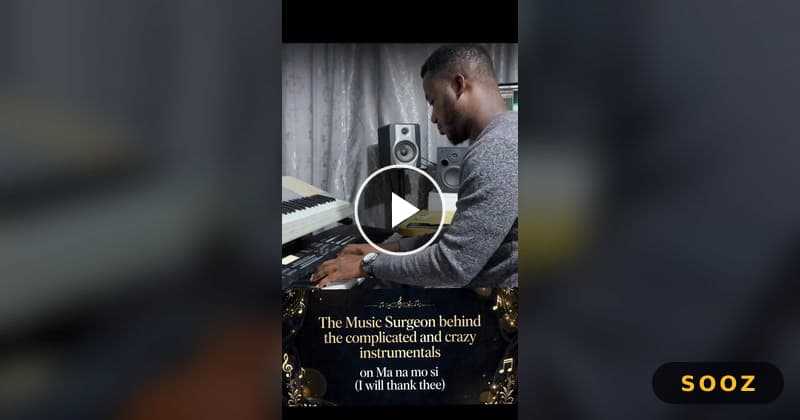 The Music Surgeon behind
the complicated and crazy
instrumentals
on Ma na mo si
(I will thank thee)
SOOZ